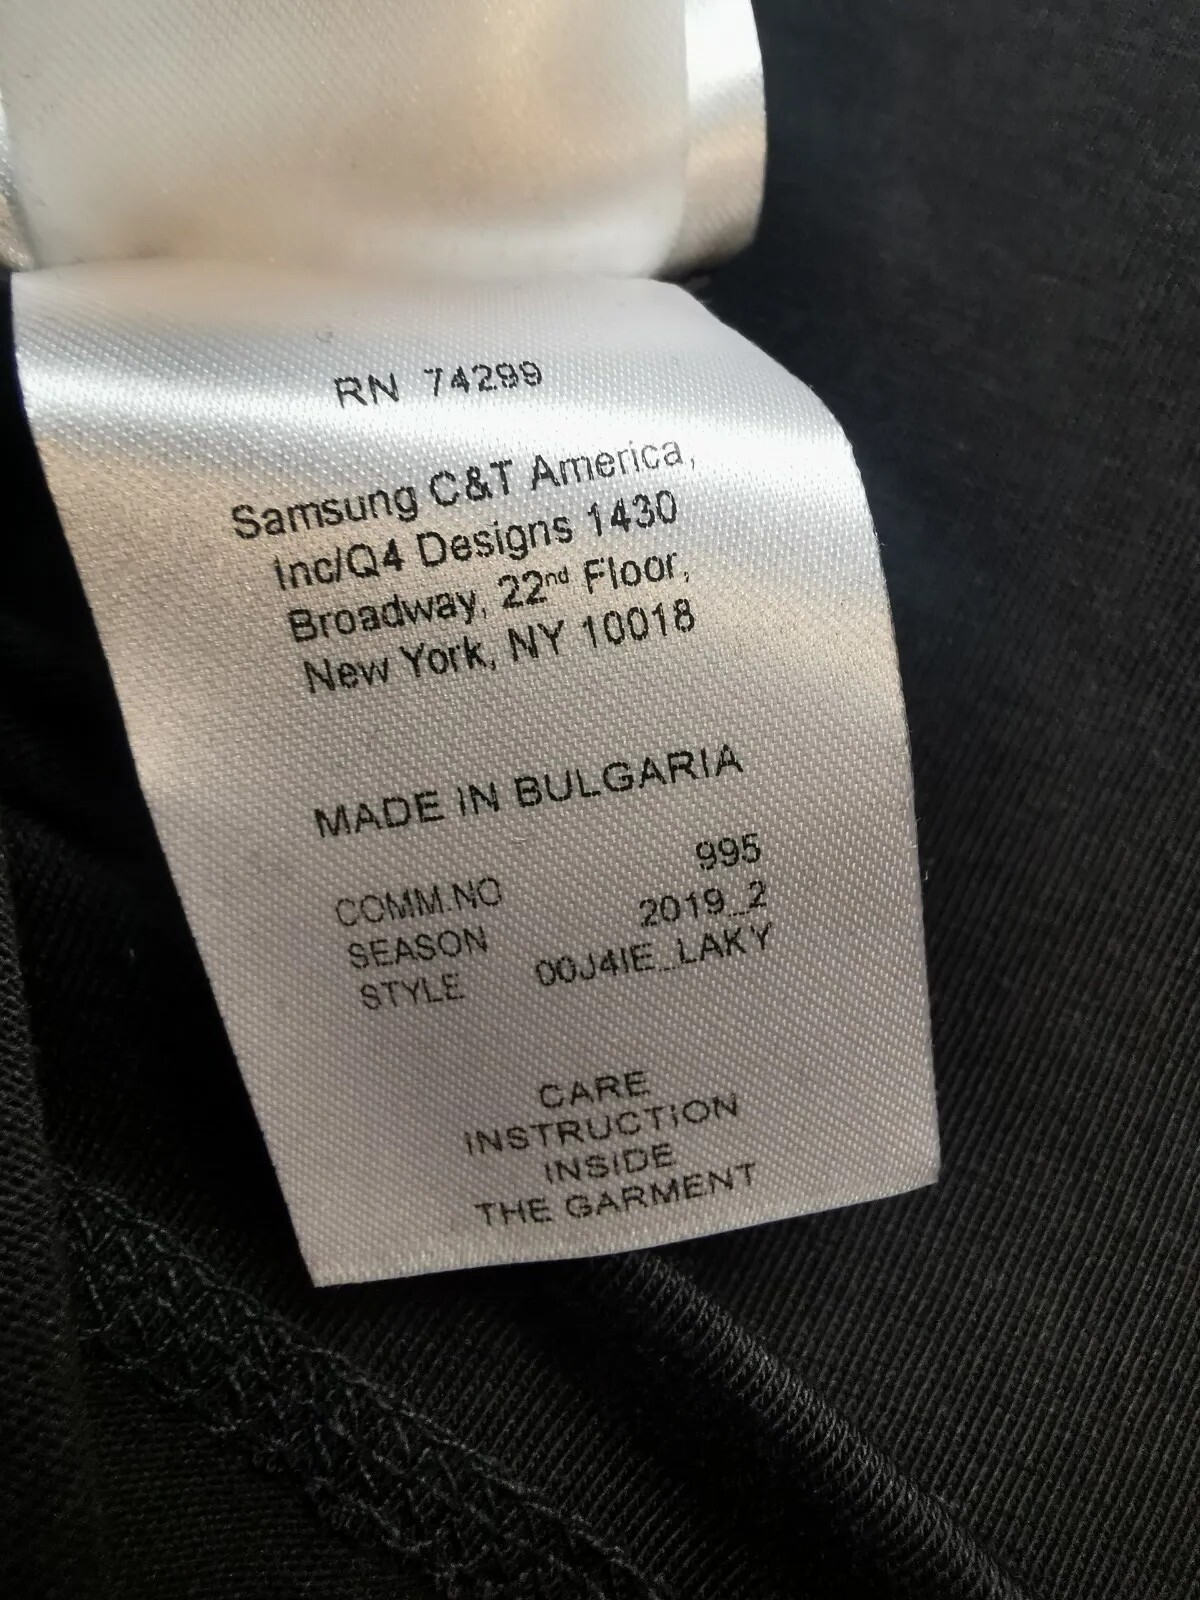 RN 74299
Samsung C&T America,
Inc/Q4 Designs 1430
Broadway, 22nd Floor,
New York, NY 10018
MADE IN BULGARIA
COMM.NO 995
SEASON 2019_2
STYLE 00J4IE_LAKY
CARE
INSTRUCTION
INSIDE
THE GARMENT